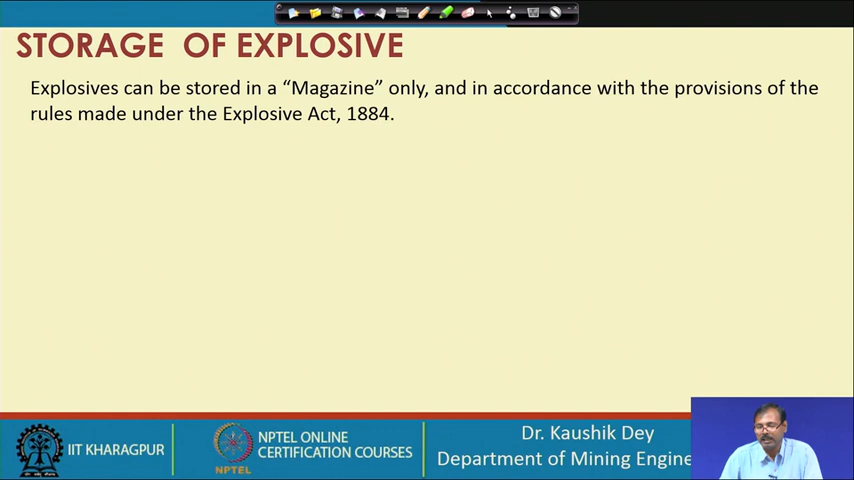 STORAGE OF EXPLOSIVE
Explosives can be stored in a “Magazine” only, and in accordance with the provisions of the
rules made under the Explosive Act, 1884.
IIT KHARAGPUR
NPTEL
NPTEL ONLINE
CERTIFICATION COURSES
Dr. Kaushik Dey
Department of Mining Engine